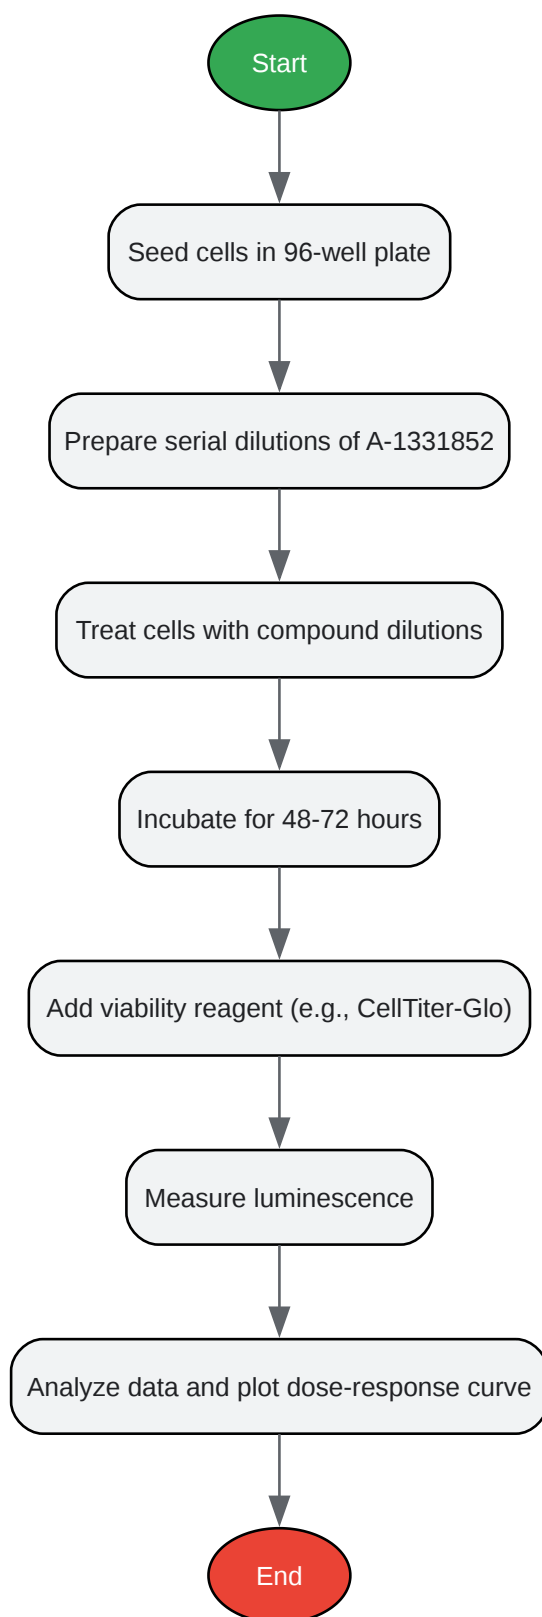 Start
Seed cells in 96-well plate
Prepare serial dilutions of A-1331852
Treat cells with compound dilutions
Incubate for 48-72 hours
Add viability reagent (e.g., CellTiter-Glo)
Measure luminescence
Analyze data and plot dose-response curve
End